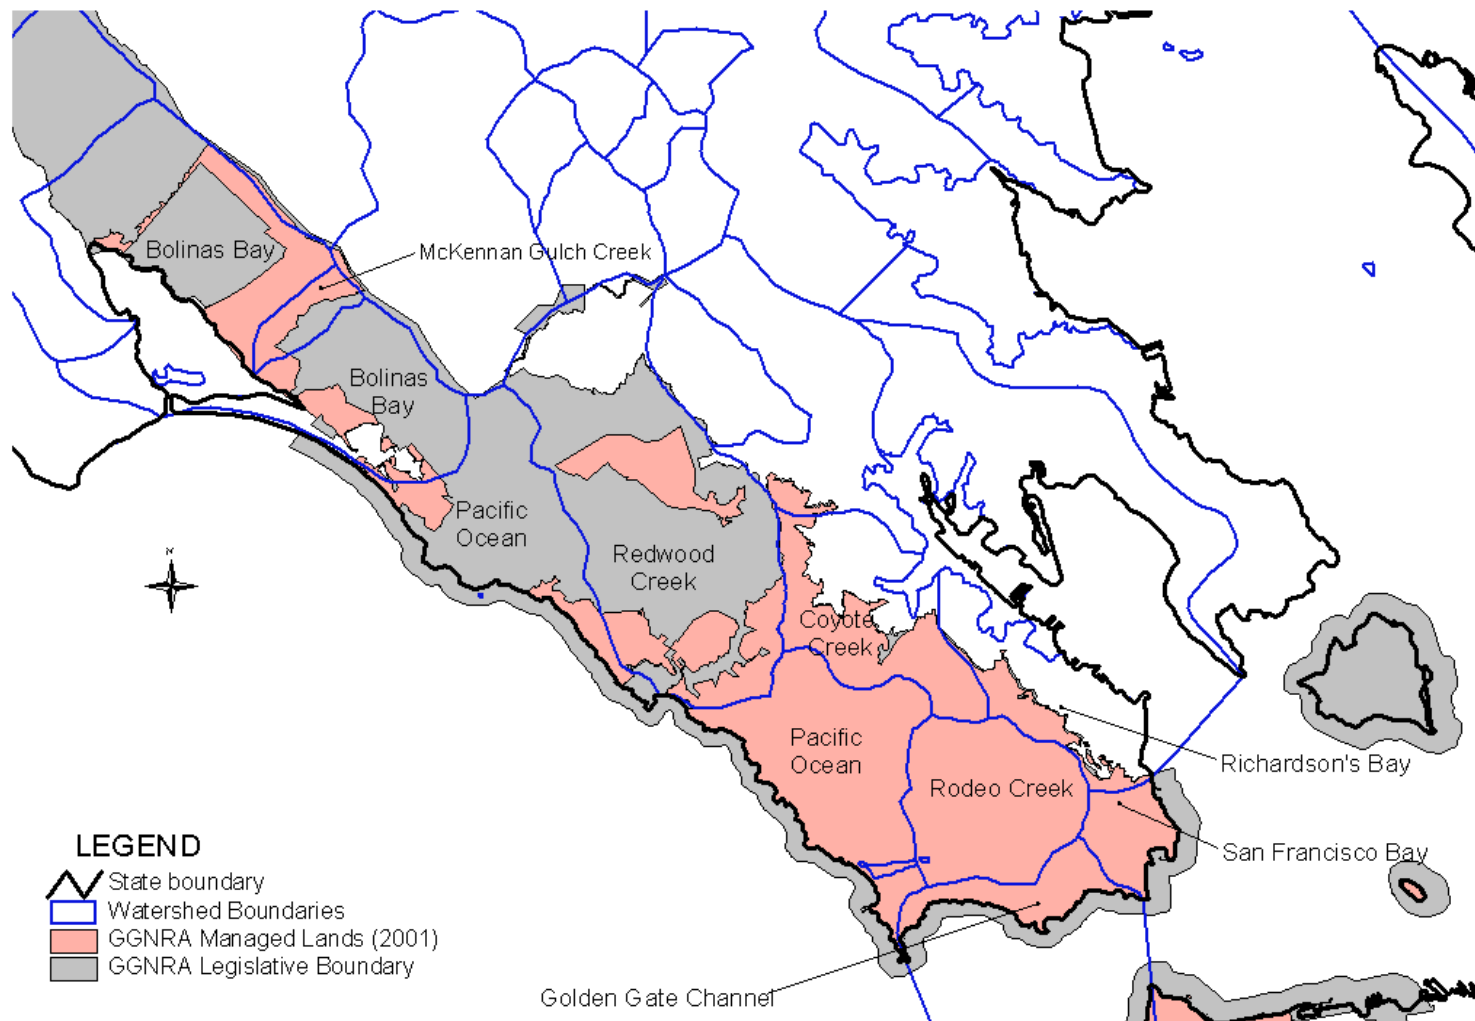 Bolinas Bay
McKennan Gulch Creek
Bolinas
Bay
Pacific
Ocean
Redwood
Creek
N
Coyote
Creek
Pacific
Ocean
Rodeo Creek
Richardson's Bay
San Francisco Bay
Golden Gate Channel
LEGEND
State boundary
Watershed Boundaries
GGNRA Managed Lands (2001)
GGNRA Legislative Boundary